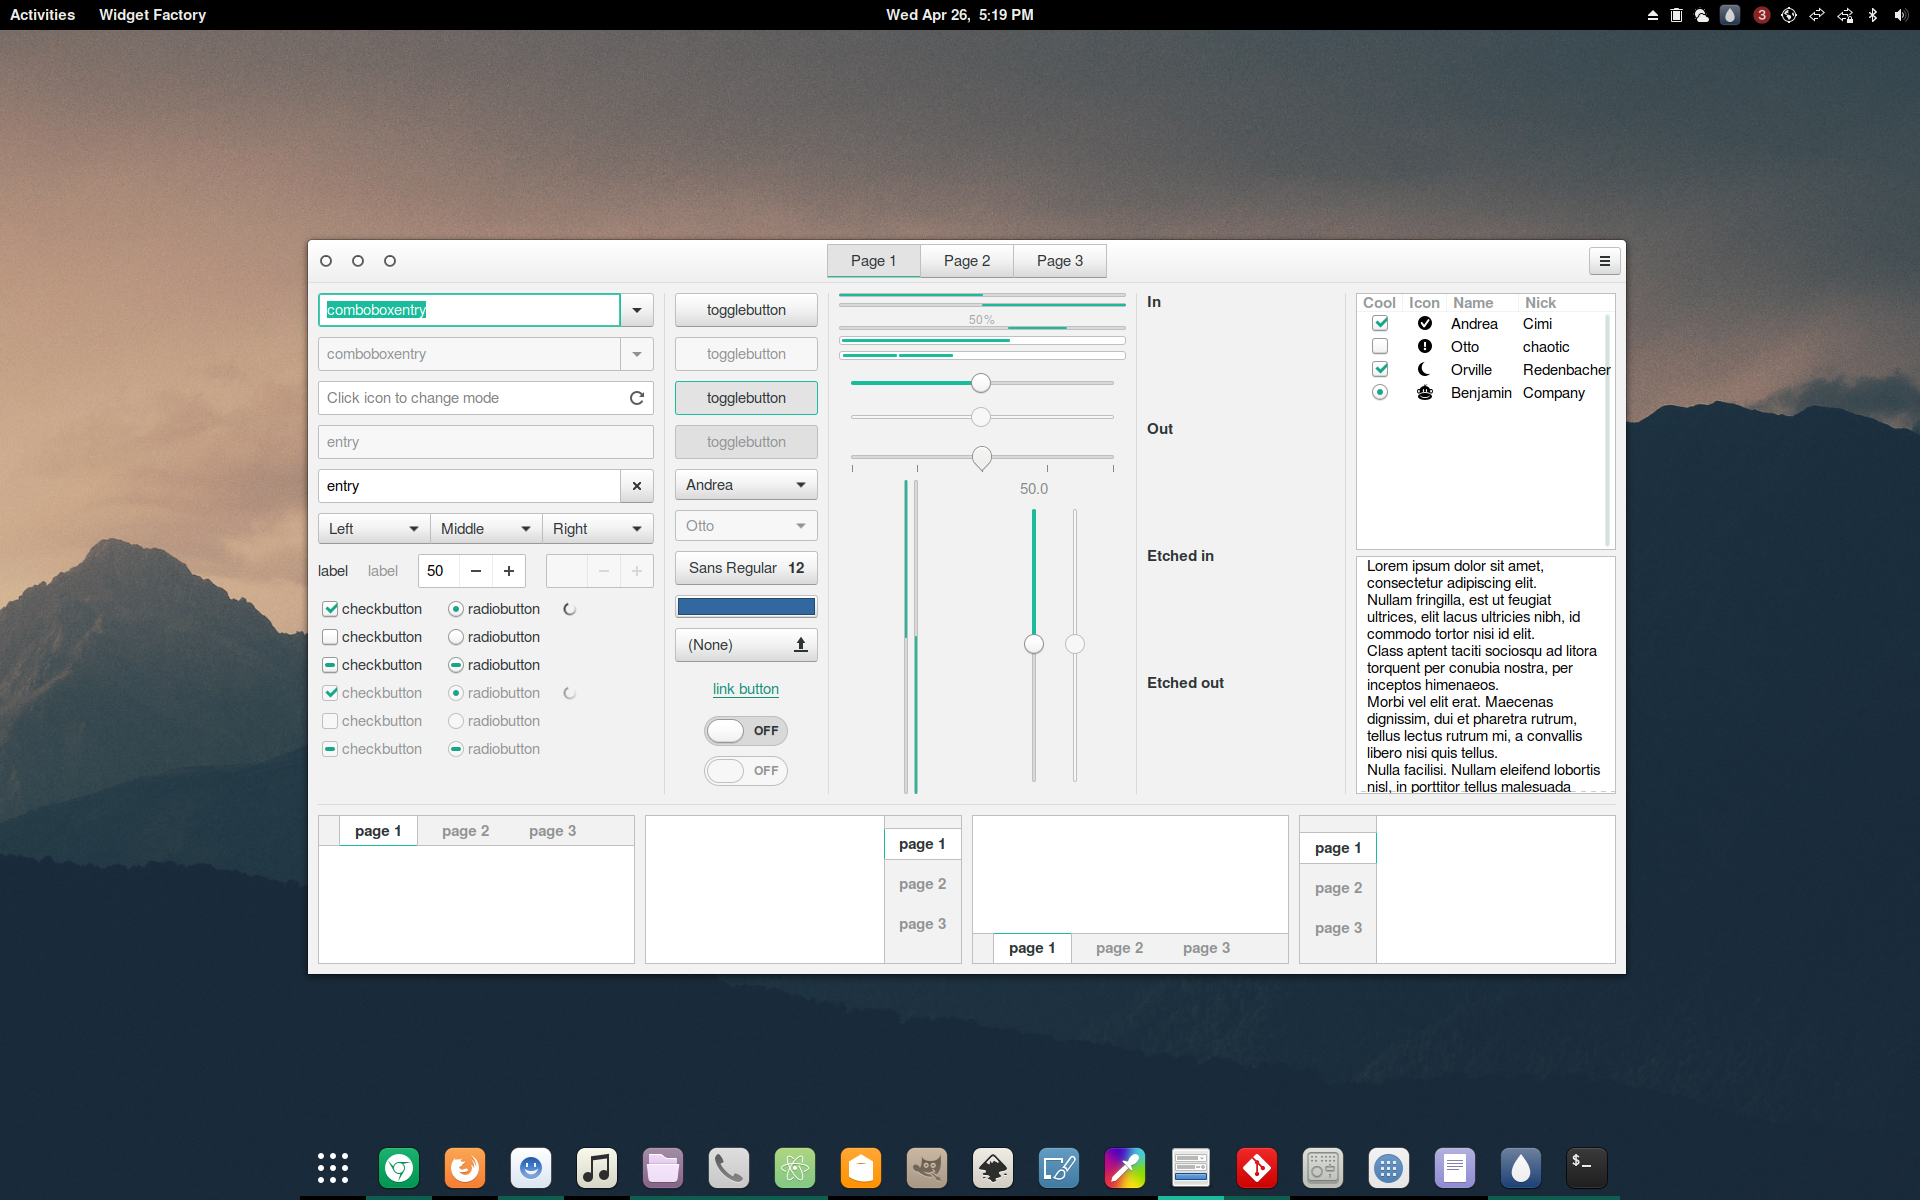 Activities Widget Factory Wed Apr 26, 5:19 PM 3
Page 1 Page 2 Page 3
comboboxentry
comboboxentry
Click icon to change mode
entry
entry
Left Middle Right
label label 50
checkbutton radiobutton
checkbutton radiobutton
checkbutton radiobutton
checkbutton radiobutton
checkbutton radiobutton
checkbutton radiobutton
togglebutton
togglebutton
togglebutton
togglebutton
Andrea
Otto
Sans Regular 12
(None)
link button
OFF
OFF
50%
50.0
In
Out
Etched in
Etched out
Cool Icon Name Nick
Andrea Cimi
Otto chaotic
Orville Redenbacher
Benjamin Company
Lorem ipsum dolor sit amet,
consectetur adipiscing elit.
Nullam fringilla, est ut feugiat
ultrices, elit lacus ultricies nibh, id
commodo tortor nisi id elit.
Class aptent taciti sociosqu ad litora
torquent per conubia nostra, per
inceptos himenaeos.
Morbi vel elit erat. Maecenas
dignissim, dui et pharetra rutrum,
tellus lectus rutrum mi, a convallis
libero nisi quis tellus.
Nulla facilisi. Nullam eleifend lobortis
nisl, in porttitor tellus malesuada
page 1 page 2 page 3
page 1
page 2
page 3
page 1 page 2 page 3
page 1
page 2
page 3
$_